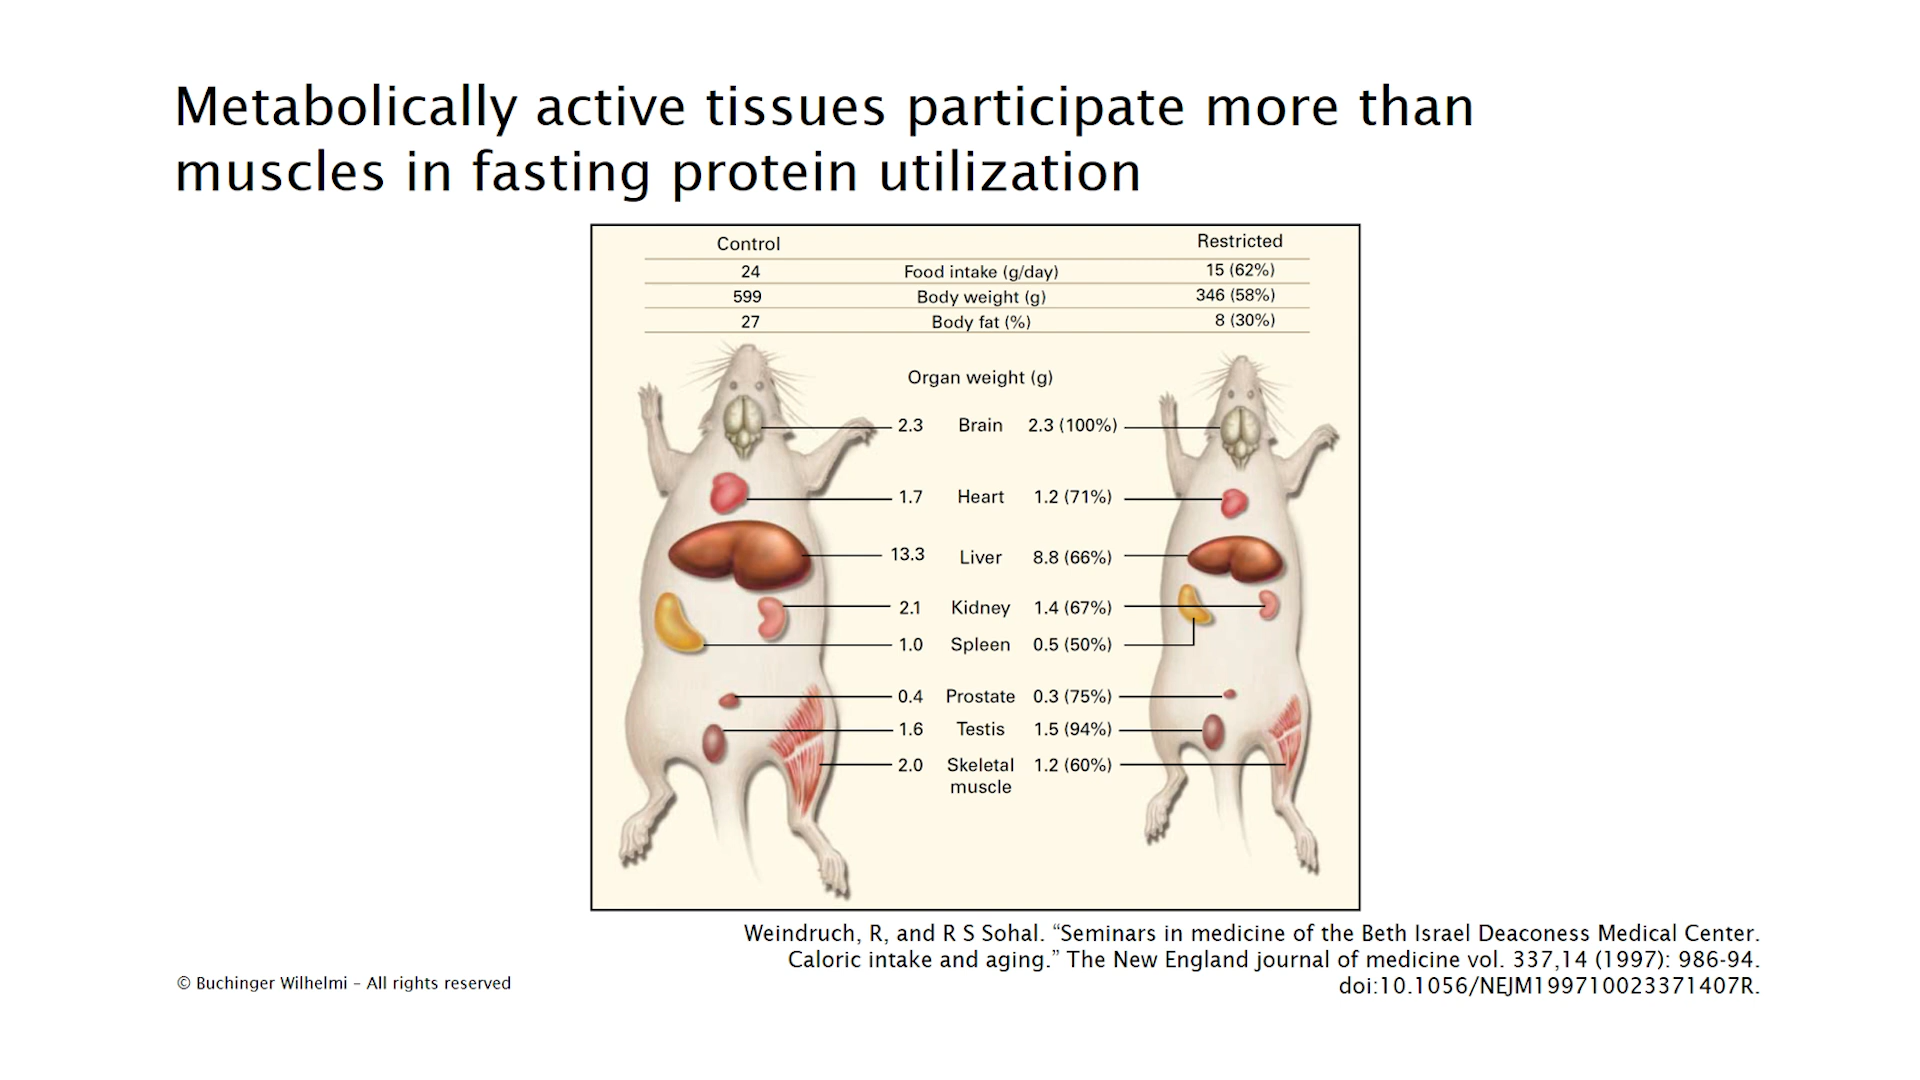 Metabolically active tissues participate more than
muscles in fasting protein utilization
Control Restricted
24 Food intake (g/day) 15 (62%)
599 Body weight (g) 346 (58%)
27 Body fat (%) 8 (30%)
Organ weight (g)
2.3 Brain 2.3 (100%)
1.7 Heart 1.2 (71%)
13.3 Liver 8.8 (66%)
2.1 Kidney 1.4 (67%)
1.0 Spleen 0.5 (50%)
0.4 Prostate 0.3 (75%)
1.6 Testis 1.5 (94%)
2.0 Skeletal 1.2 (60%)
muscle
Weindruch, R, and R S Sohal. “Seminars in medicine of the Beth Israel Deaconess Medical Center.
Caloric intake and aging.” The New England journal of medicine vol. 337,14 (1997): 986-94.
doi:10.1056/NEJM199710023371407R.
© Buchinger Wilhelmi – All rights reserved